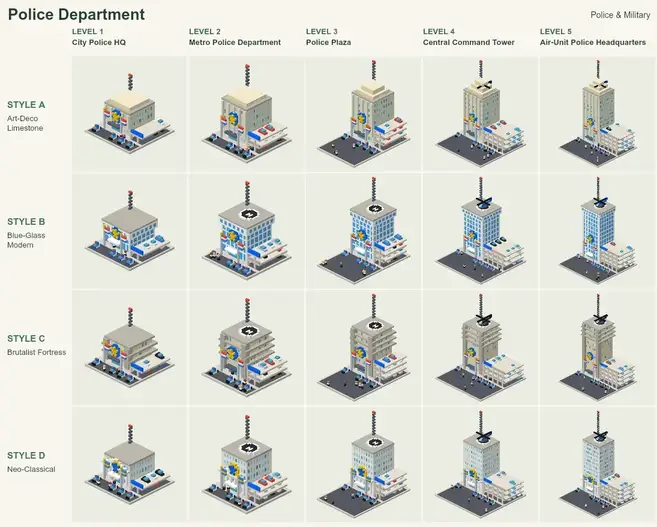 Police Department
Police & Military
LEVEL 1
City Police HQ
LEVEL 2
Metro Police Department
LEVEL 3
Police Plaza
LEVEL 4
Central Command Tower
LEVEL 5
Air-Unit Police Headquarters
STYLE A
Art-Deco
Limestone
STYLE B
Blue-Glass
Modern
STYLE C
Brutalist Fortress
STYLE D
Neo-Classical